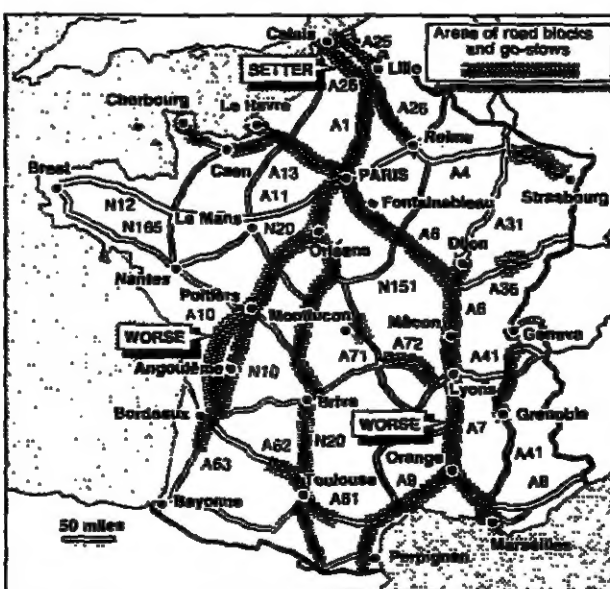 Calais
A25
Areas of road blocks
and go-slows
BETTER
Lille
Cherbourg
Le Havre
A26
A26
A1
Reims
Caen
A13
PARIS
A4
Brest
A11
Strasbourg
N12
Le Mans
Fontainebleau
A31
N165
N20
A6
Orléans
Dijon
Nantes
N151
A36
Poitiers
A10
Montlucon
A6
Mâcon
Geneva
WORSE
A71
A72
A41
Angoulême
N10
Lyons
Bordeaux
Brive
WORSE
Grenoble
A7
A62
N20
A41
A63
Orange
Toulouse
A9
A8
Bayonne
A61
50 miles
Marseilles
Perpignan